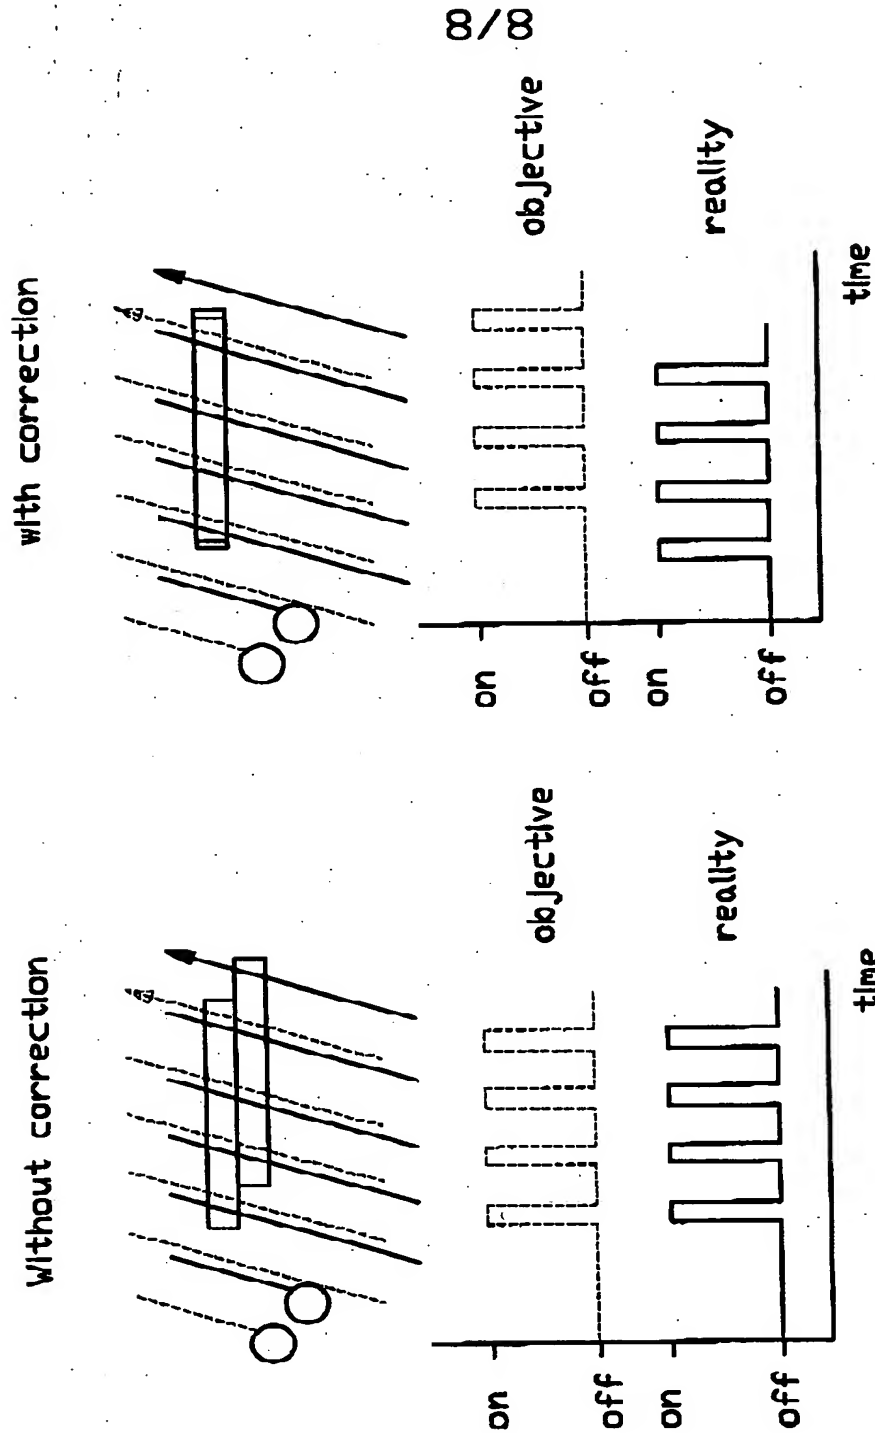 8/8
Without correction
objective
on
off
reality
on
off
time
with correction
objective
on
off
reality
on
off
time